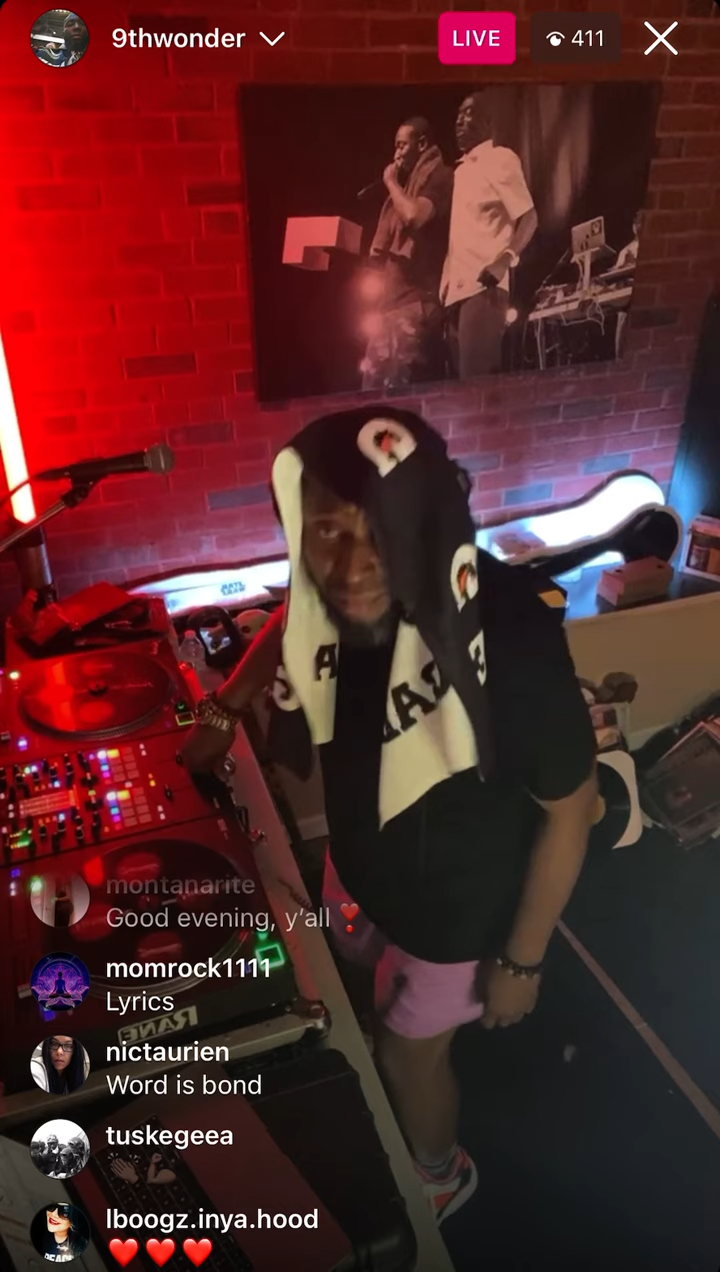 9thwonder
LIVE
411
montanarite
Good evening, y'all❣️
momrock1111
Lyrics
nictaurien
Word is bond
tuskegeea
👏🏿💪🏿
lboogz.inya.hood
❤️❤️❤️
RANE